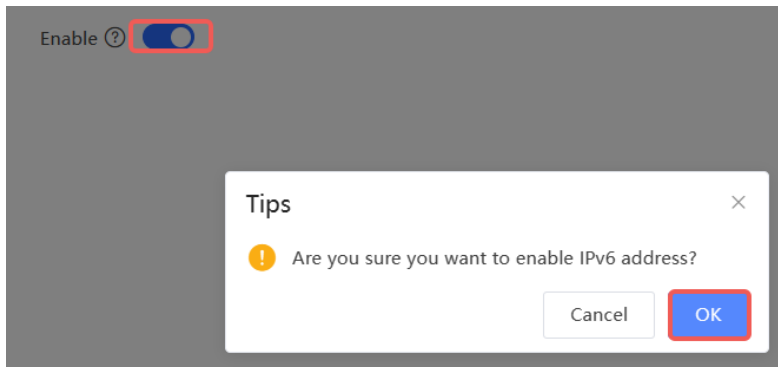 Enable
Tips
Are you sure you want to enable IPv6 address?
Cancel
OK